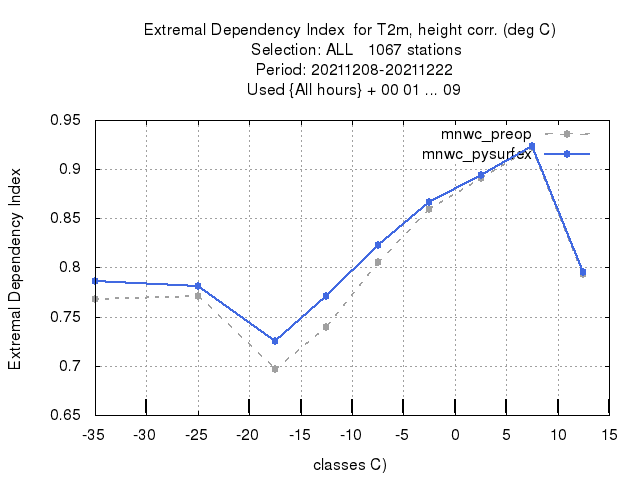 Extremal Dependency Index  for T2m, height corr. (deg C)
Selection: ALL   1067 stations
Period: 20211208-20211222
Used {All hours} + 00 01 ... 09
mnwc_preop
mnwc_pysurfex
Extremal Dependency Index
0.95
0.9
0.85
0.8
0.75
0.7
0.65
-35 -30 -25 -20 -15 -10 -5 0 5 10 15
classes C)